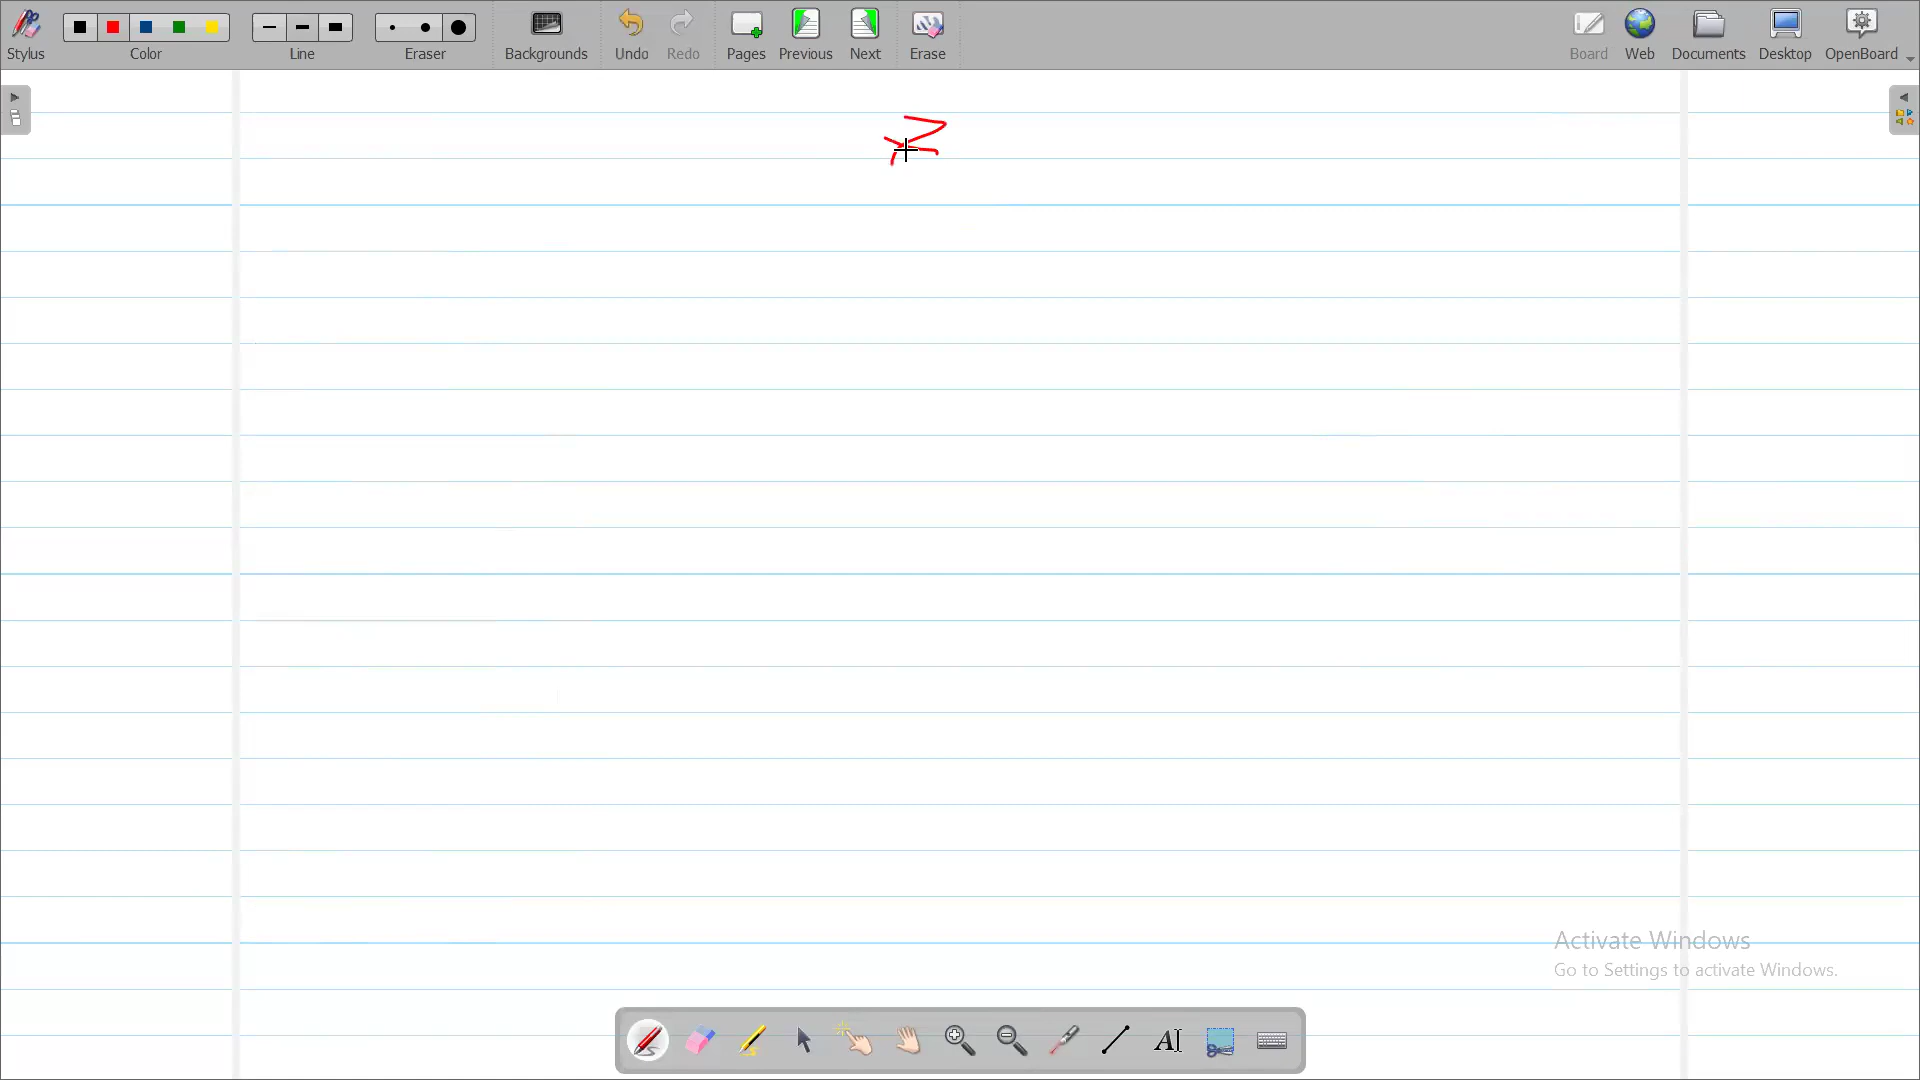 Stylus
Color
Line
Eraser
Backgrounds
Undo
Redo
Pages
Previous
Next
Erase
Board
Web
Documents
Desktop
OpenBoard
Activate Windows
Go to Settings to activate Windows.